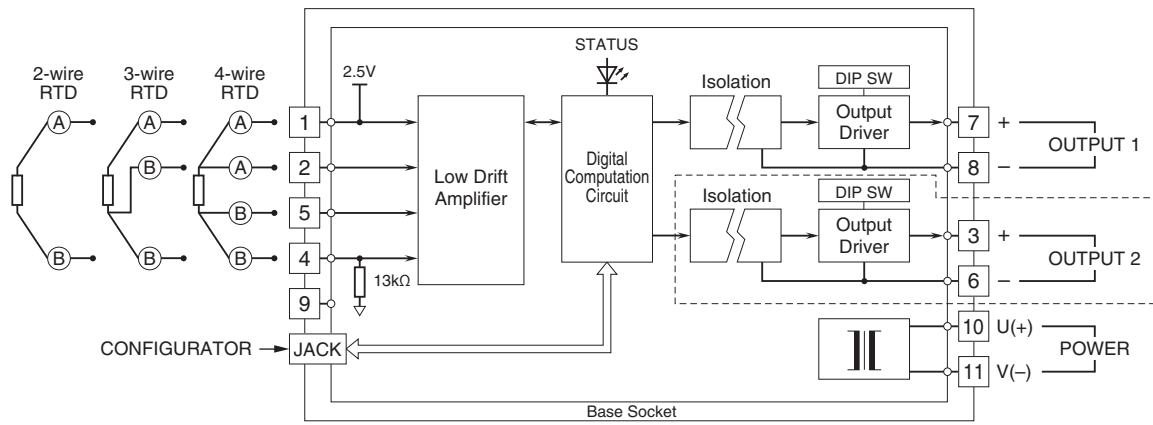 2-wire
RTD
3-wire
RTD
4-wire
RTD
A
A
A
B
A
B
B
B
B
1
2
5
4
9
JACK
CONFIGURATOR
2.5V
13kΩ
Low Drift
Amplifier
STATUS
Digital
Computation
Circuit
Isolation
DIP SW
Output
Driver
7 +
8 –
OUTPUT 1
Isolation
DIP SW
Output
Driver
3 +
6 –
OUTPUT 2
10 U(+)
11 V(–)
POWER
Base Socket